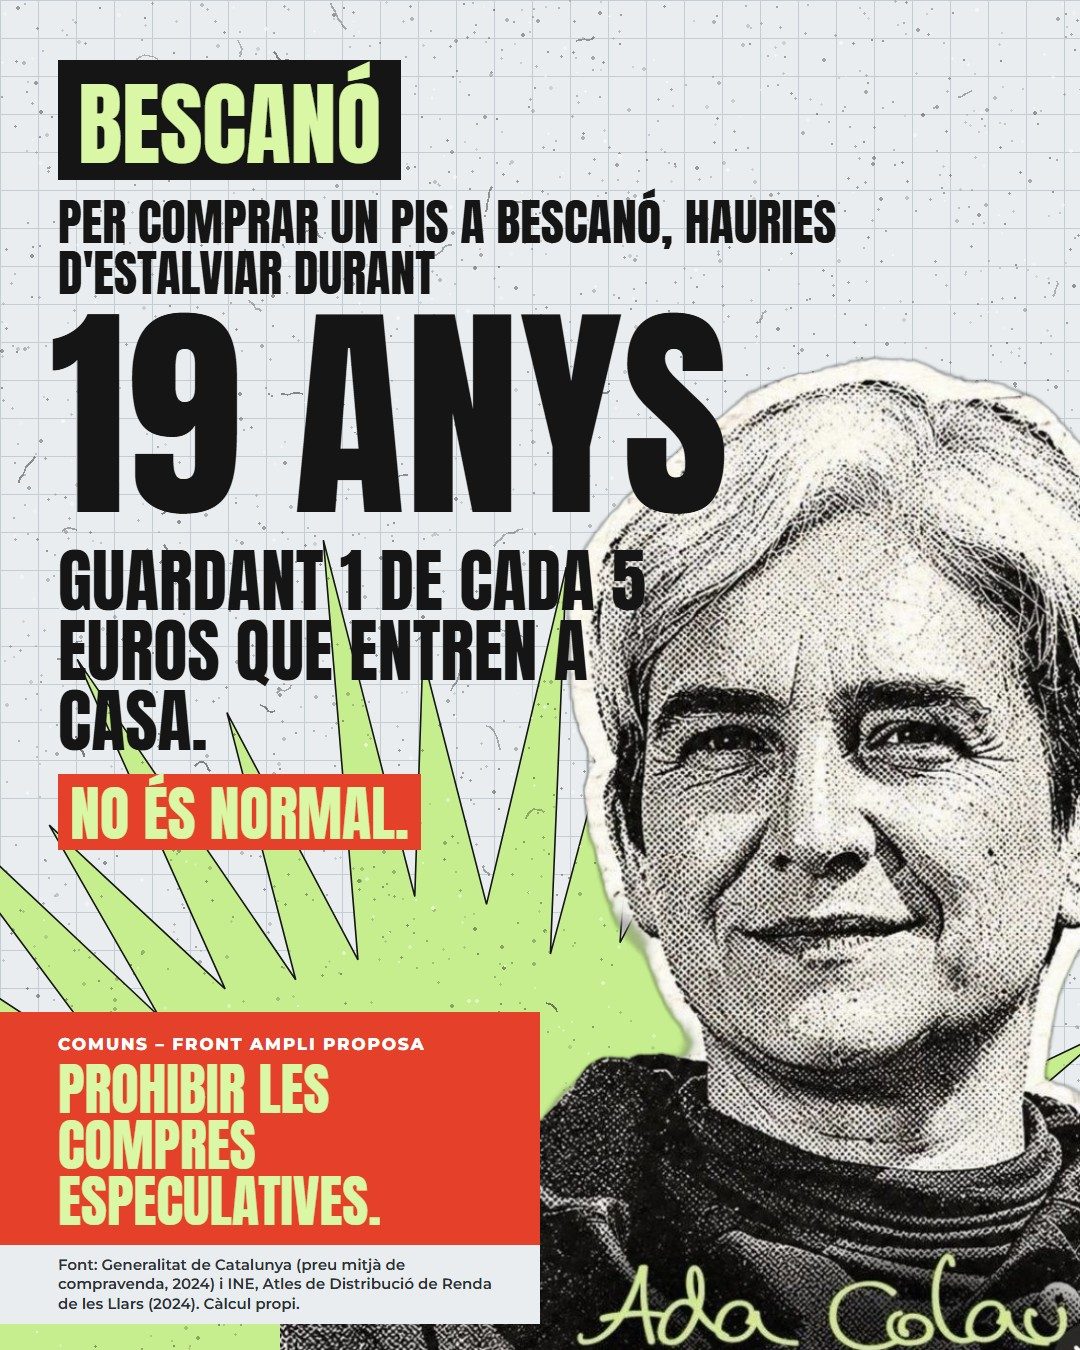 BESCANÓ
PER COMPRAR UN PIS A BESCANÓ, HAURIES
D'ESTALVIAR DURANT
19 ANYS
GUARDANT 1 DE CADA 5
EUROS QUE ENTREN A
CASA.
NO ÉS NORMAL.
COMUNS – FRONT AMPLI PROPOSA
PROHIBIR LES
COMPRES
ESPECULATIVES.
Font: Generalitat de Catalunya (preu mitjà de
compravenda, 2024) i INE, Atles de Distribució de Renda
de les Llars (2024). Càlcul propi.
Ada Colau